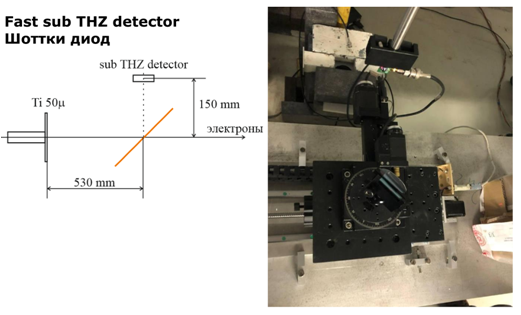 Fast sub THZ detector
Шоттки диод
sub THZ detector
Ti 50μ
150 mm
электроны
530 mm